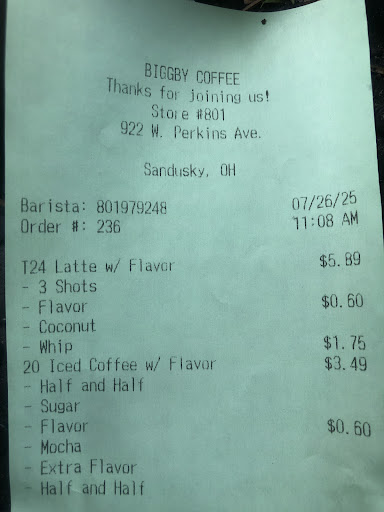 BIGGBY COFFEE
Thanks for joining us!
Store #801
922 W. Perkins Ave.
Sandusky, OH
Barista: 801979248 07/26/25
Order #: 236 11:08 AM
T24 Latte w/ Flavor $5.89
- 3 Shots
- Flavor $0.60
- Coconut
- Whip $1.75
20 Iced Coffee w/ Flavor $3.49
- Half and Half
- Sugar
- Flavor $0.60
- Mocha
- Extra Flavor
- Half and Half